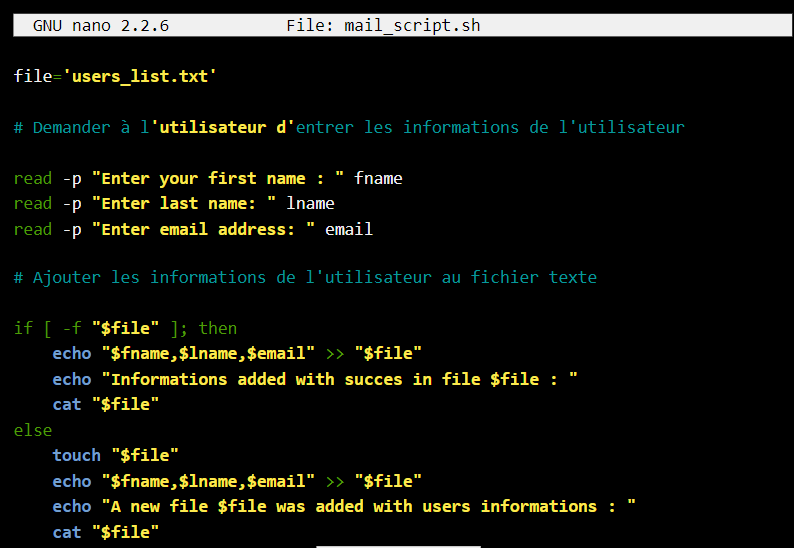 GNU nano 2.2.6 File: mail_script.sh
file='users_list.txt'
# Demander à l'utilisateur d'entrer les informations de l'utilisateur
read -p "Enter your first name : " fname
read -p "Enter last name: " lname
read -p "Enter email address: " email
# Ajouter les informations de l'utilisateur au fichier texte
if [ -f "$file" ]; then
    echo "$fname,$lname,$email" >> "$file"
    echo "Informations added with succes in file $file : "
    cat "$file"
else
    touch "$file"
    echo "$fname,$lname,$email" >> "$file"
    echo "A new file $file was added with users informations : "
    cat "$file"